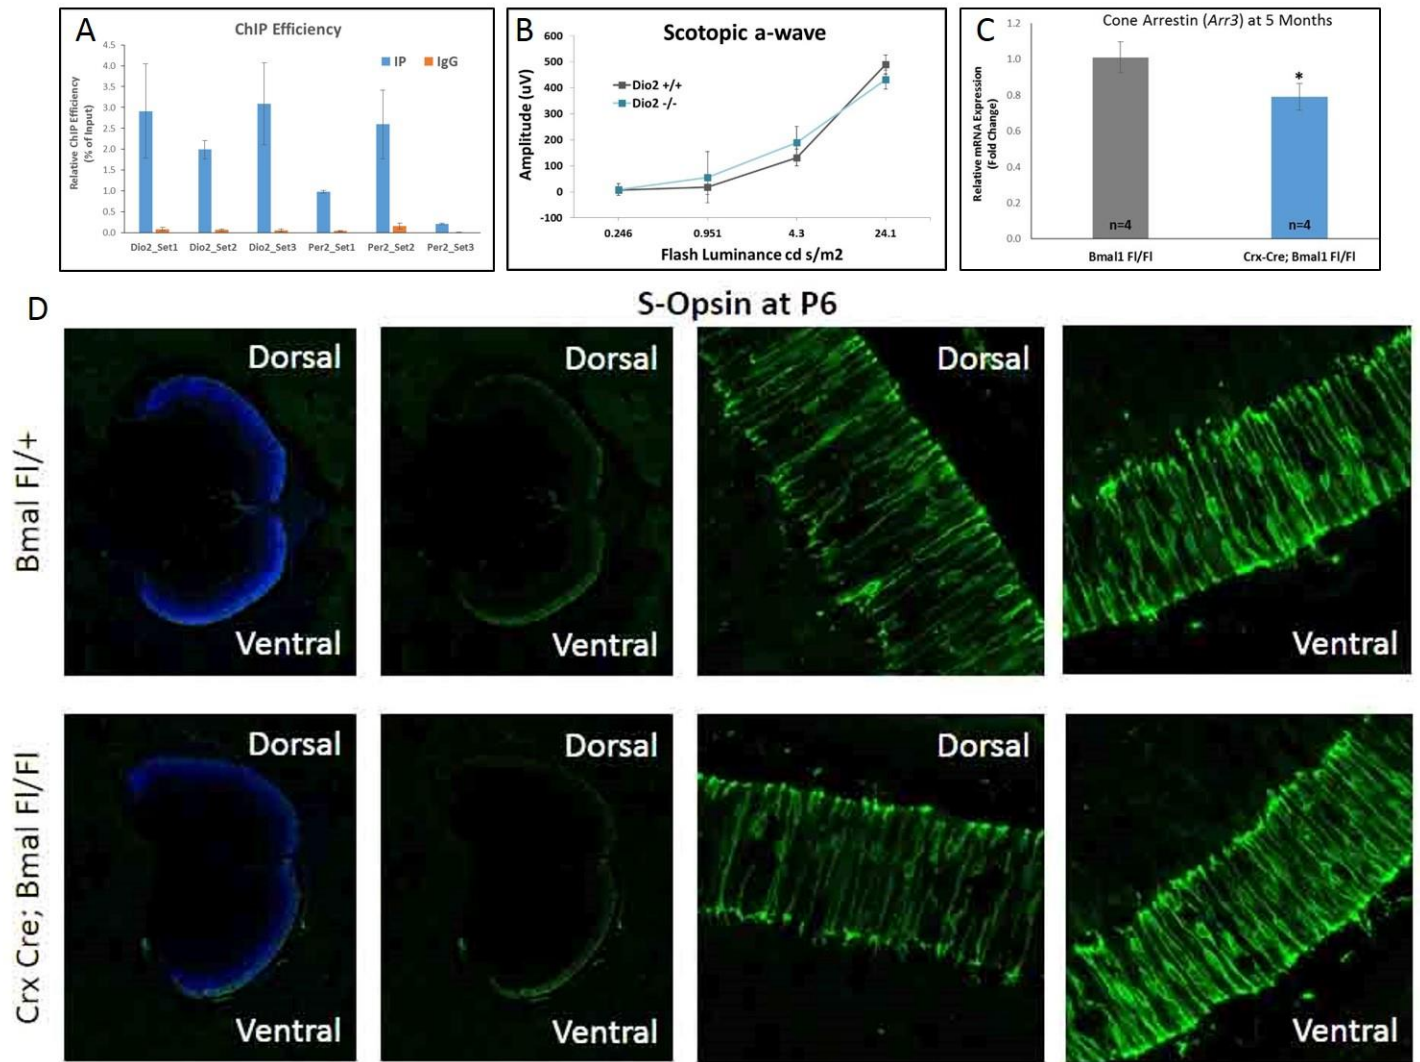 A
ChIP Efficiency
IP IgG
Relative ChIP Efficiency
(% of Input)
4.5
4.0
3.5
3.0
2.5
2.0
1.5
1.0
0.5
0.0
Dio2_Set1 Dio2_Set2 Dio2_Set3 Per2_Set1 Per2_Set2 Per2_Set3
B
Scotopic a-wave
Amplitude (uV)
600
500
400
300
200
100
0
-100
Dio2 +/+
Dio2 -/-
0.246 0.951 4.3 24.1
Flash Luminance cd s/m2
C
Cone Arrestin (Arr3) at 5 Months
Relative mRNA Expression
(Fold Change)
1.2
1.0
0.8
0.6
0.4
0.2
0.0
*
n=4 n=4
Bmal1 Fl/Fl Crx-Cre; Bmal1 Fl/Fl
D
S-Opsin at P6
Bmal Fl/+
Dorsal Dorsal Dorsal
Ventral Ventral Ventral
Crx Cre; Bmal Fl/Fl
Dorsal Dorsal Dorsal
Ventral Ventral Ventral